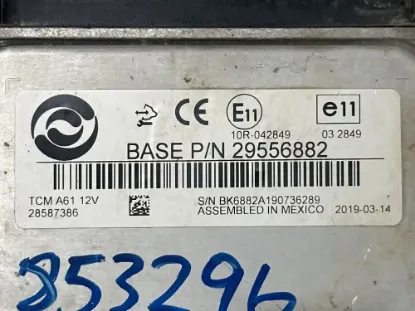 CE E11 e11
10R-042849 03 2849
BASE P/N 29556882
TCM A61 12V S/N BK6882A190736289
28587386 ASSEMBLED IN MEXICO 2019-03-14
853296